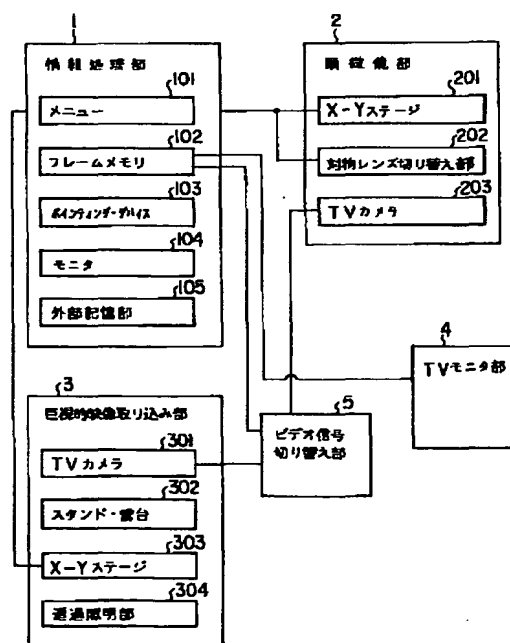 1
情報処理部
101
メニュー
102
フレームメモリ
103
ポインティング・デバイス
104
モニタ
105
外部記憶部
2
顕微鏡部
201
X-Yステージ
202
対物レンズ切り替え部
203
TVカメラ
4
TVモニタ部
5
ビデオ信号
切り替え部
3
巨視的映像取り込み部
301
TVカメラ
302
スタンド・雲台
303
X-Yステージ
304
透過照明部